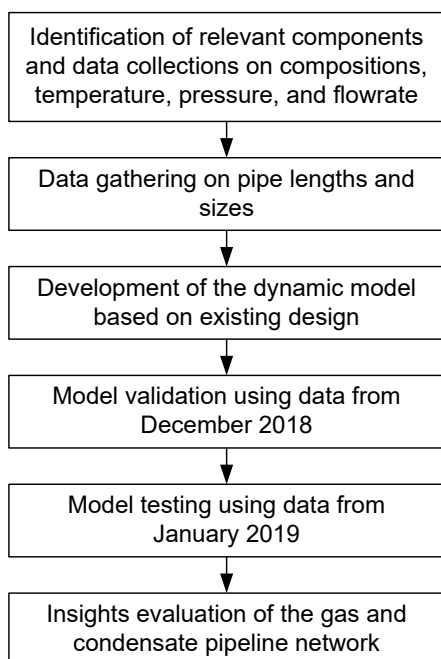 Identification of relevant components
and data collections on compositions,
temperature, pressure, and flowrate
Data gathering on pipe lengths and
sizes
Development of the dynamic model
based on existing design
Model validation using data from
December 2018
Model testing using data from
January 2019
Insights evaluation of the gas and
condensate pipeline network